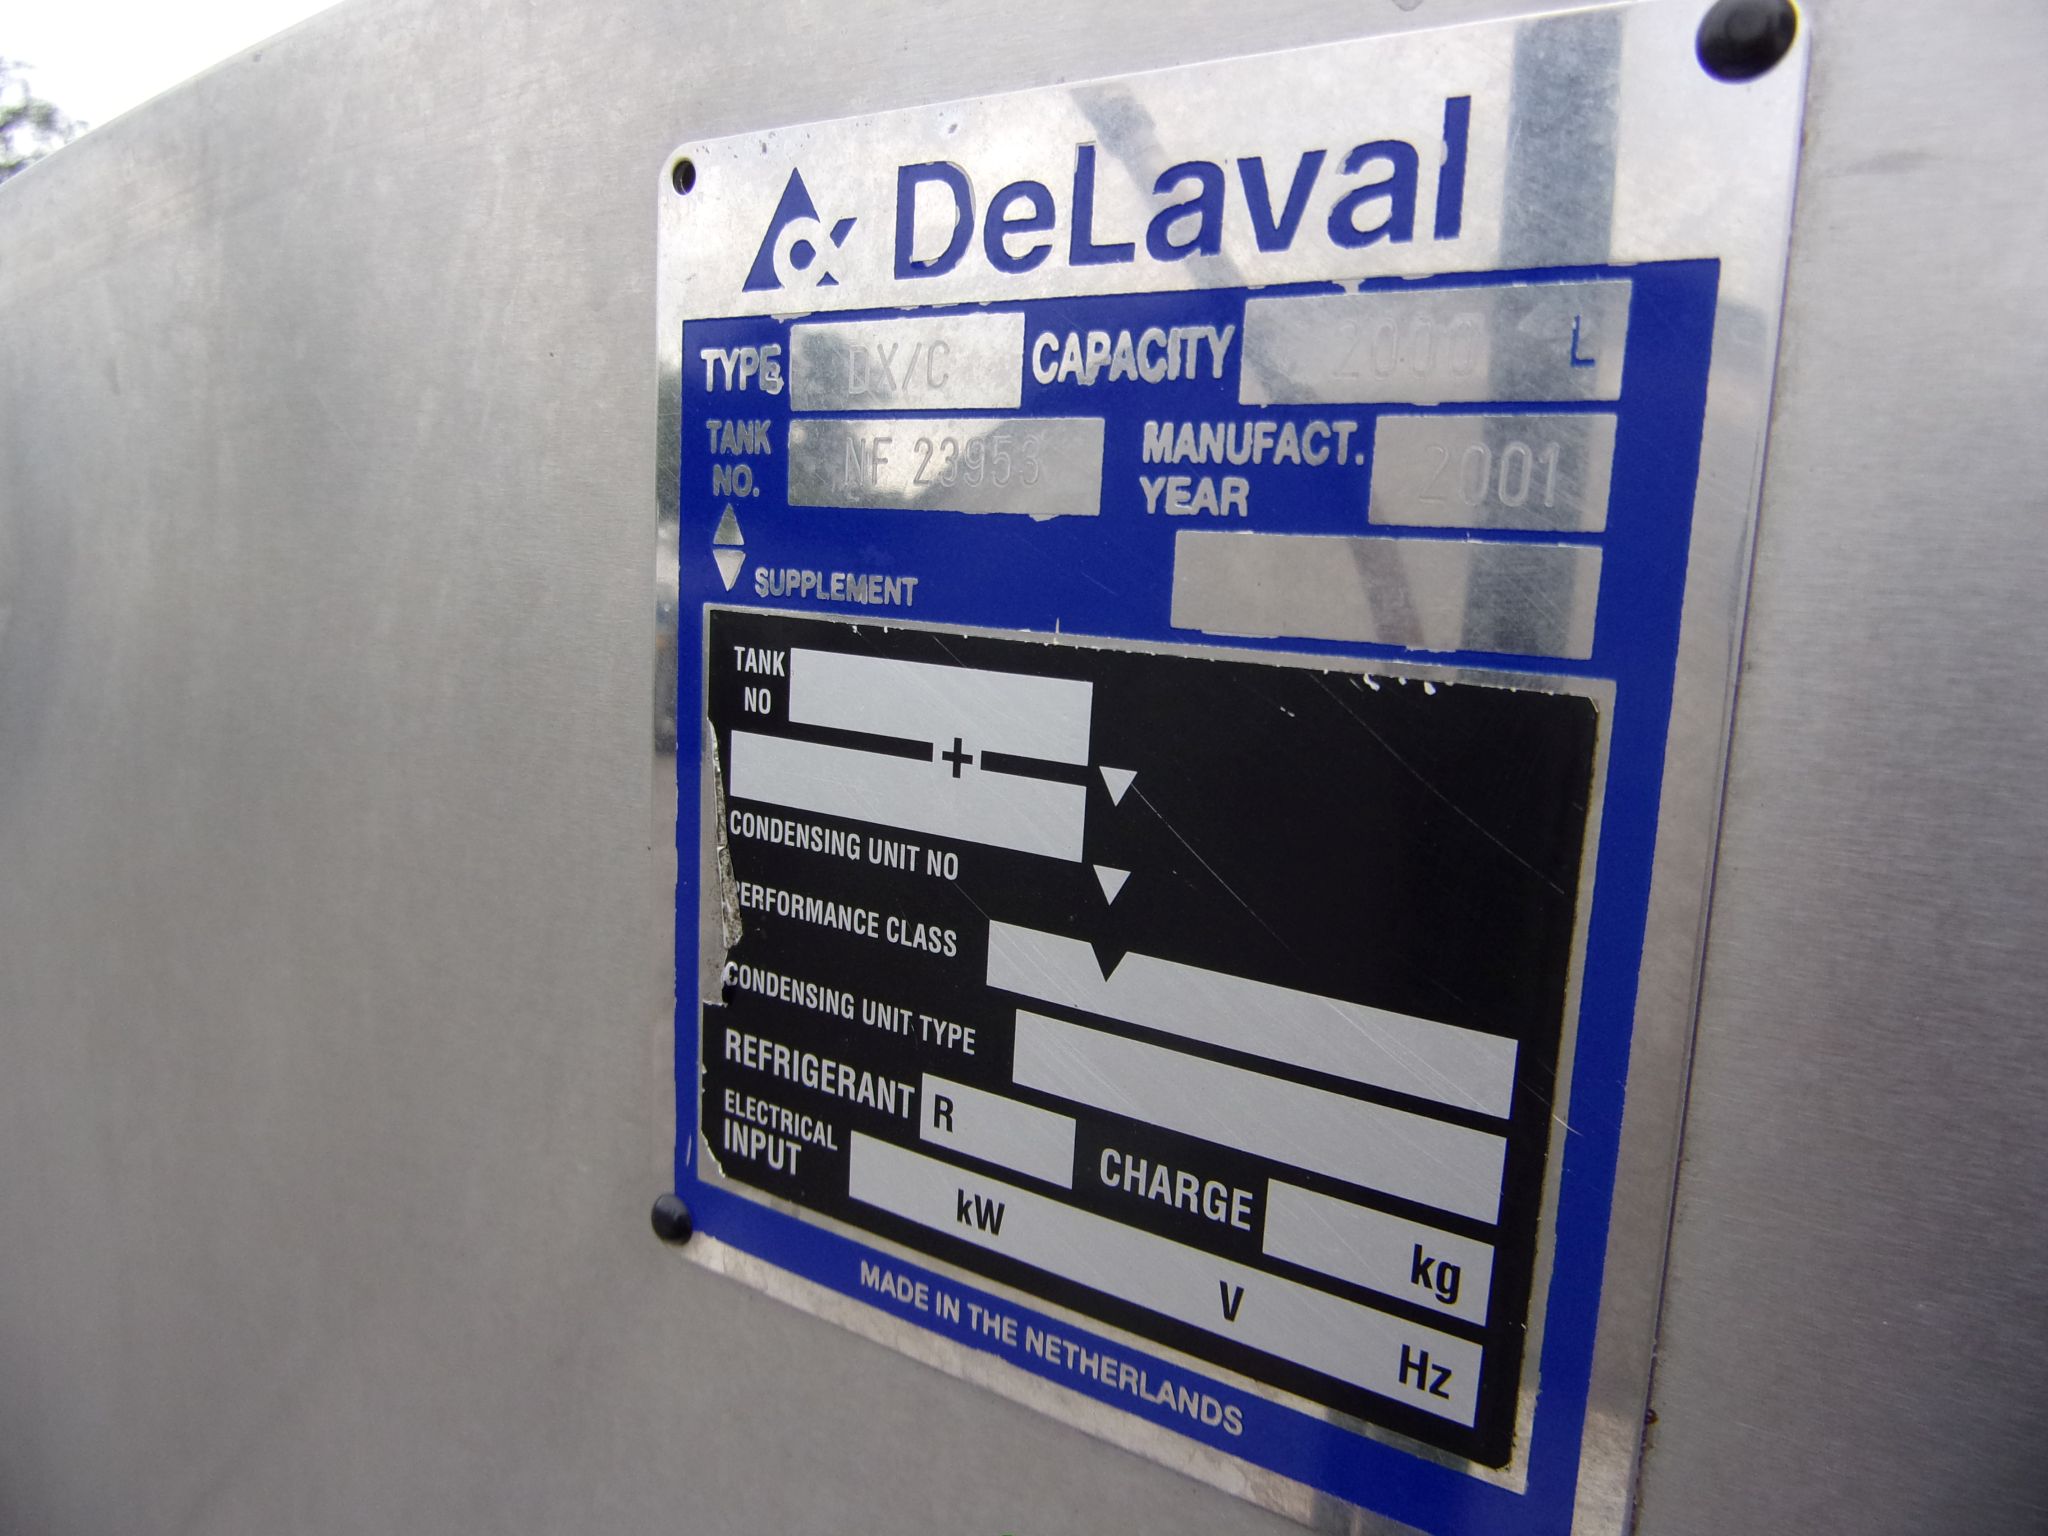 DeLaval
TYPE DX/C CAPACITY 2000 L
TANK NO. NF 23953 MANUFACT. YEAR 2001
SUPPLEMENT
TANK NO
+
CONDENSING UNIT NO
PERFORMANCE CLASS
CONDENSING UNIT TYPE
REFRIGERANT R CHARGE kg
ELECTRICAL INPUT kW V Hz
MADE IN THE NETHERLANDS